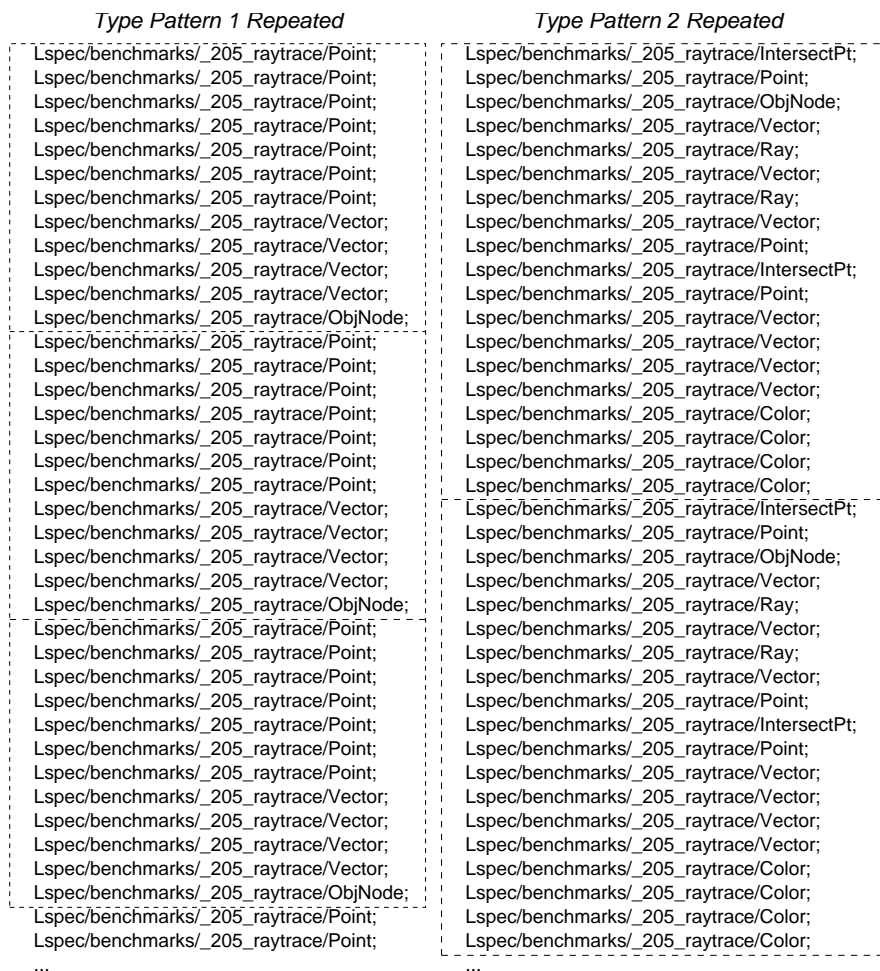 Type Pattern 1 Repeated
Lspec/benchmarks/_205_raytrace/Point;
Lspec/benchmarks/_205_raytrace/Point;
Lspec/benchmarks/_205_raytrace/Point;
Lspec/benchmarks/_205_raytrace/Point;
Lspec/benchmarks/_205_raytrace/Point;
Lspec/benchmarks/_205_raytrace/Point;
Lspec/benchmarks/_205_raytrace/Point;
Lspec/benchmarks/_205_raytrace/Vector;
Lspec/benchmarks/_205_raytrace/Vector;
Lspec/benchmarks/_205_raytrace/Vector;
Lspec/benchmarks/_205_raytrace/Vector;
Lspec/benchmarks/_205_raytrace/ObjNode;
Lspec/benchmarks/_205_raytrace/Point;
Lspec/benchmarks/_205_raytrace/Point;
Lspec/benchmarks/_205_raytrace/Point;
Lspec/benchmarks/_205_raytrace/Point;
Lspec/benchmarks/_205_raytrace/Point;
Lspec/benchmarks/_205_raytrace/Point;
Lspec/benchmarks/_205_raytrace/Point;
Lspec/benchmarks/_205_raytrace/Vector;
Lspec/benchmarks/_205_raytrace/Vector;
Lspec/benchmarks/_205_raytrace/Vector;
Lspec/benchmarks/_205_raytrace/Vector;
Lspec/benchmarks/_205_raytrace/ObjNode;
Lspec/benchmarks/_205_raytrace/Point;
Lspec/benchmarks/_205_raytrace/Point;
Lspec/benchmarks/_205_raytrace/Point;
Lspec/benchmarks/_205_raytrace/Point;
Lspec/benchmarks/_205_raytrace/Point;
Lspec/benchmarks/_205_raytrace/Point;
Lspec/benchmarks/_205_raytrace/Point;
Lspec/benchmarks/_205_raytrace/Vector;
Lspec/benchmarks/_205_raytrace/Vector;
Lspec/benchmarks/_205_raytrace/Vector;
Lspec/benchmarks/_205_raytrace/Vector;
Lspec/benchmarks/_205_raytrace/ObjNode;
Lspec/benchmarks/_205_raytrace/Point;
Lspec/benchmarks/_205_raytrace/Point;
...
Type Pattern 2 Repeated
Lspec/benchmarks/_205_raytrace/IntersectPt;
Lspec/benchmarks/_205_raytrace/Point;
Lspec/benchmarks/_205_raytrace/ObjNode;
Lspec/benchmarks/_205_raytrace/Vector;
Lspec/benchmarks/_205_raytrace/Ray;
Lspec/benchmarks/_205_raytrace/Vector;
Lspec/benchmarks/_205_raytrace/Ray;
Lspec/benchmarks/_205_raytrace/Vector;
Lspec/benchmarks/_205_raytrace/Point;
Lspec/benchmarks/_205_raytrace/IntersectPt;
Lspec/benchmarks/_205_raytrace/Point;
Lspec/benchmarks/_205_raytrace/Vector;
Lspec/benchmarks/_205_raytrace/Vector;
Lspec/benchmarks/_205_raytrace/Vector;
Lspec/benchmarks/_205_raytrace/Vector;
Lspec/benchmarks/_205_raytrace/Color;
Lspec/benchmarks/_205_raytrace/Color;
Lspec/benchmarks/_205_raytrace/Color;
Lspec/benchmarks/_205_raytrace/Color;
Lspec/benchmarks/_205_raytrace/IntersectPt;
Lspec/benchmarks/_205_raytrace/Point;
Lspec/benchmarks/_205_raytrace/ObjNode;
Lspec/benchmarks/_205_raytrace/Vector;
Lspec/benchmarks/_205_raytrace/Ray;
Lspec/benchmarks/_205_raytrace/Vector;
Lspec/benchmarks/_205_raytrace/Ray;
Lspec/benchmarks/_205_raytrace/Vector;
Lspec/benchmarks/_205_raytrace/Point;
Lspec/benchmarks/_205_raytrace/IntersectPt;
Lspec/benchmarks/_205_raytrace/Point;
Lspec/benchmarks/_205_raytrace/Vector;
Lspec/benchmarks/_205_raytrace/Vector;
Lspec/benchmarks/_205_raytrace/Vector;
Lspec/benchmarks/_205_raytrace/Vector;
Lspec/benchmarks/_205_raytrace/Color;
Lspec/benchmarks/_205_raytrace/Color;
Lspec/benchmarks/_205_raytrace/Color;
Lspec/benchmarks/_205_raytrace/Color;
...